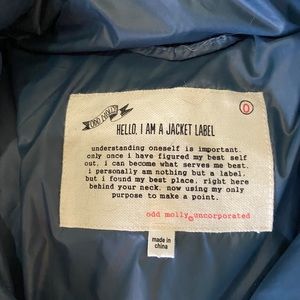 0
ODD MOLLY
HELLO, I AM A JACKET LABEL
understanding oneself is important.
only once i have figured my best self
out. i can become what serves me best.
i personally am nothing but a label.
but i found my best place. right here
behind your neck. now using my only
purpose to make a point.
odd molly©uncorporated
made in
china